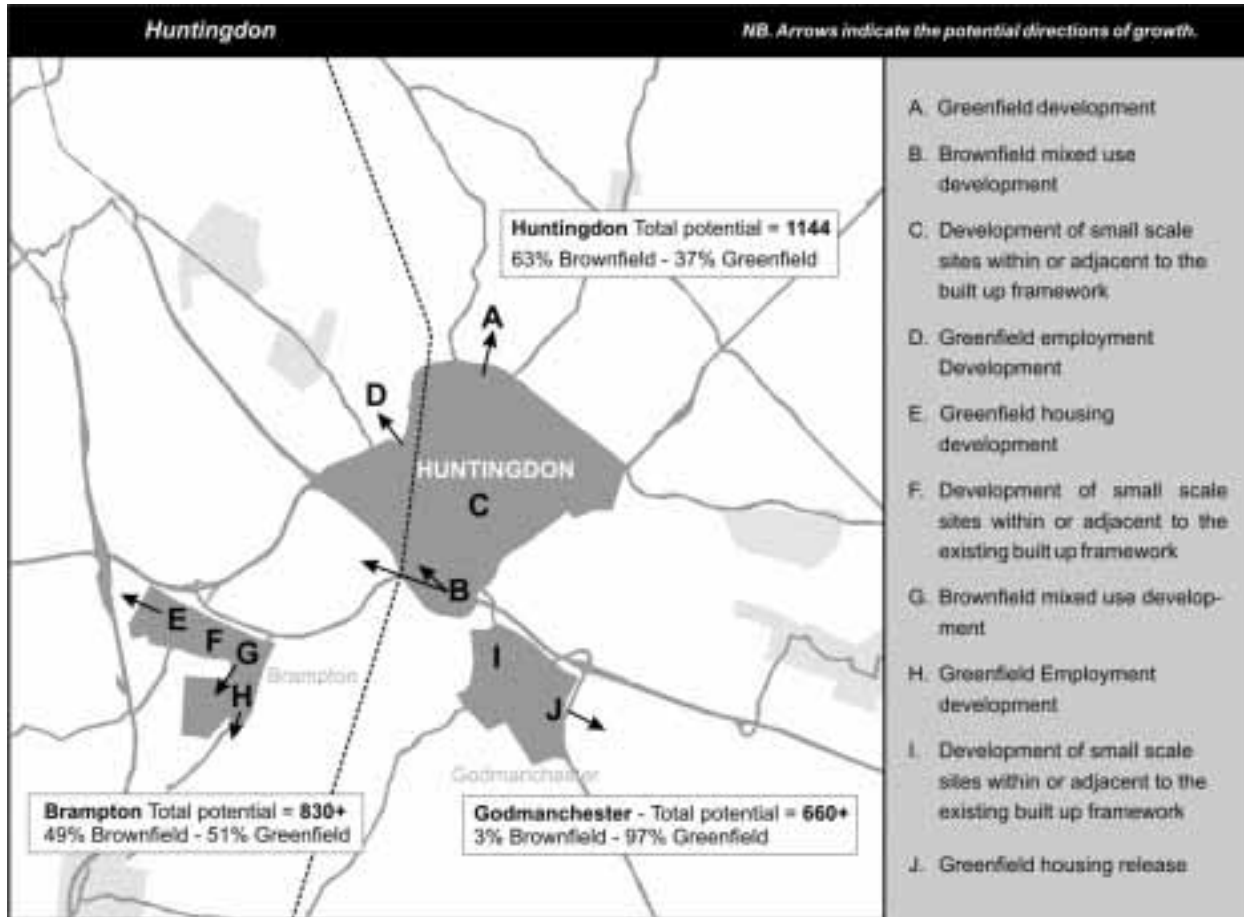 Huntingdon
NB. Arrows indicate the potential directions of growth.
Huntingdon Total potential = 1144
63% Brownfield - 37% Greenfield
A
D
HUNTINGDON
C
B
E
F
G
Brampton
H
I
J
Godmanchester
Brampton Total potential = 830+
49% Brownfield - 51% Greenfield
Godmanchester - Total potential = 660+
3% Brownfield - 97% Greenfield
A. Greenfield development
B. Brownfield mixed use
development
C. Development of small scale
sites within or adjacent to the
built up framework
D. Greenfield employment
Development
E. Greenfield housing
development
F. Development of small scale
sites within or adjacent to the
existing built up framework
G. Brownfield mixed use develop-
ment
H. Greenfield Employment
development
I. Development of small scale
sites within or adjacent to the
existing built up framework
J. Greenfield housing release